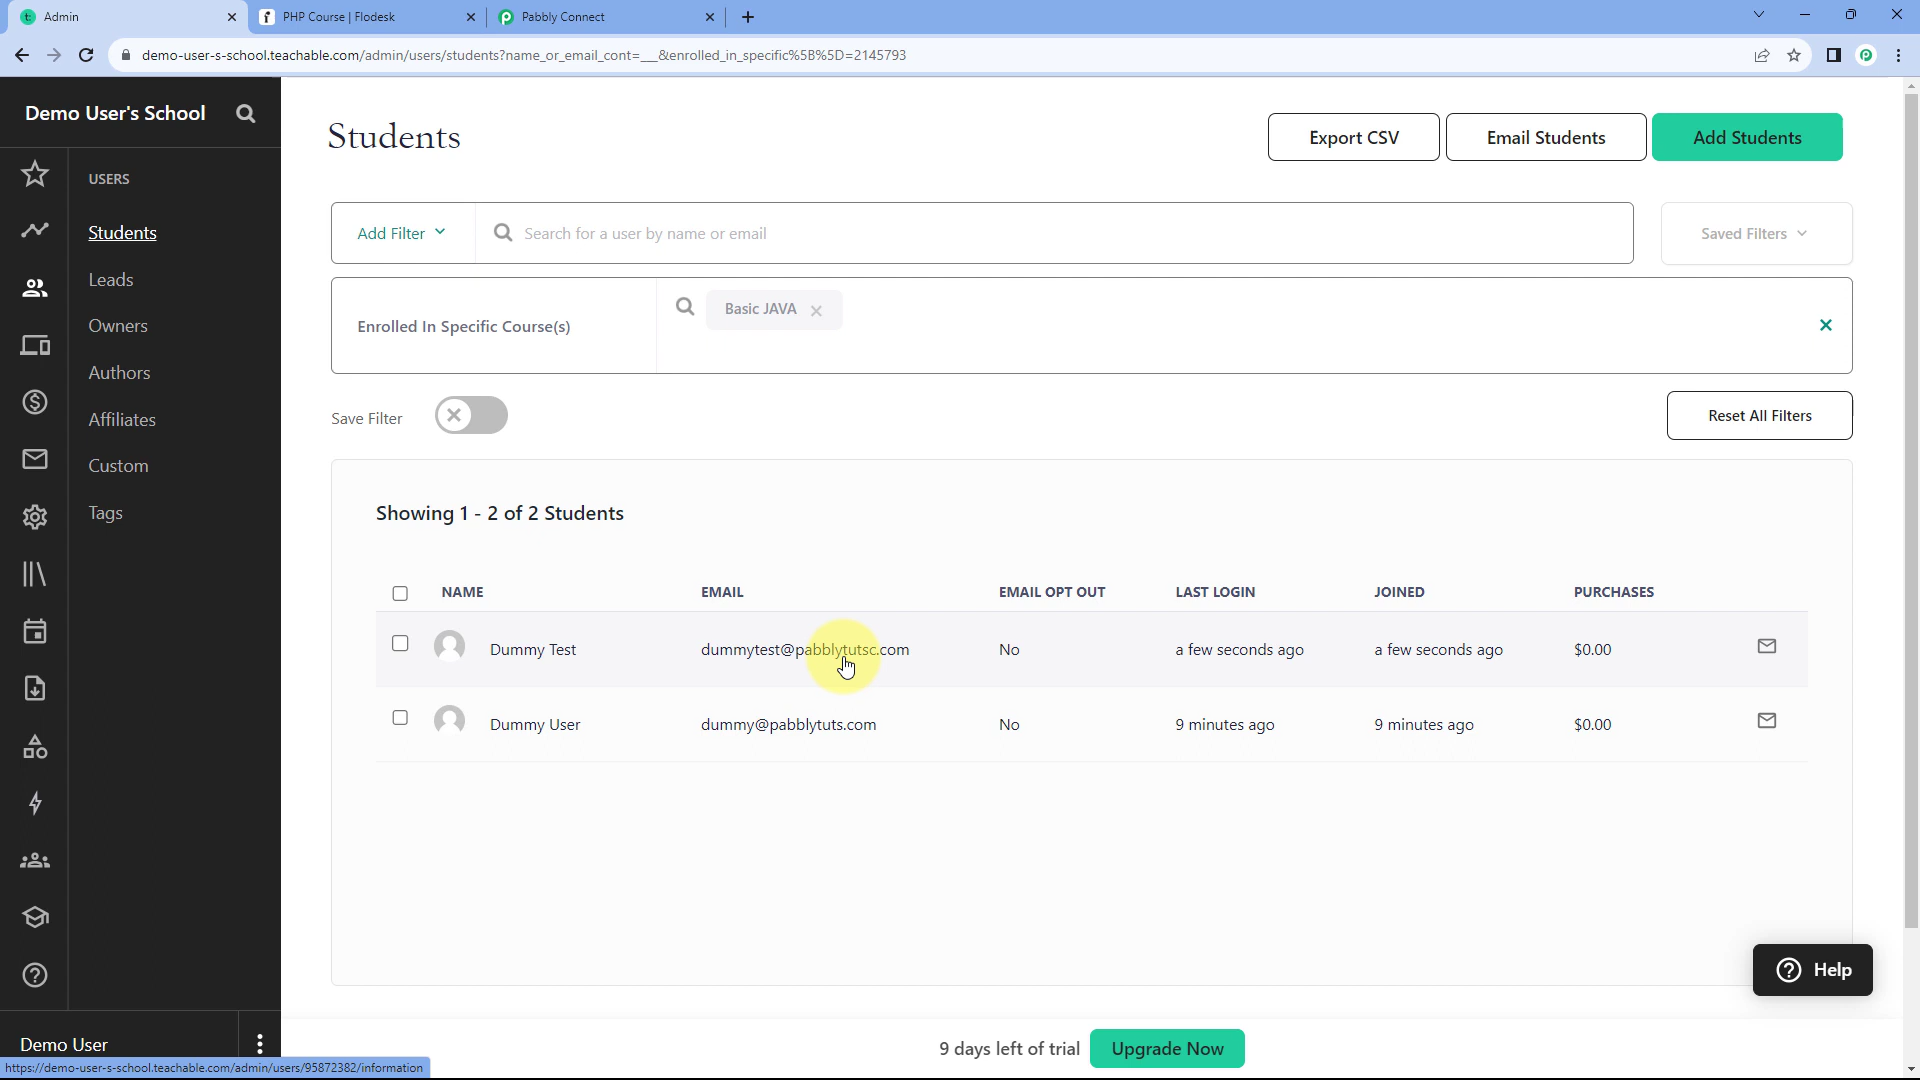 Admin
PHP Course | Flodesk
Pabbly Connect
demo-user-s-school.teachable.com/admin/users/students?name_or_email_cont=__&enrolled_in_specific%5B%5D=2145793
Demo User's School
USERS
Students
Leads
Owners
Authors
Affiliates
Custom
Tags
Demo User
https://demo-user-s-school.teachable.com/admin/users/95872382/information
Students
Export CSV
Email Students
Add Students
Add Filter
Search for a user by name or email
Saved Filters
Enrolled In Specific Course(s)
Basic JAVA
Save Filter
Reset All Filters
Showing 1 - 2 of 2 Students
NAME EMAIL EMAIL OPT OUT LAST LOGIN JOINED PURCHASES
Dummy Test dummytest@pabblytutsc.com No a few seconds ago a few seconds ago $0.00
Dummy User dummy@pabblytuts.com No 9 minutes ago 9 minutes ago $0.00
Help
9 days left of trial
Upgrade Now